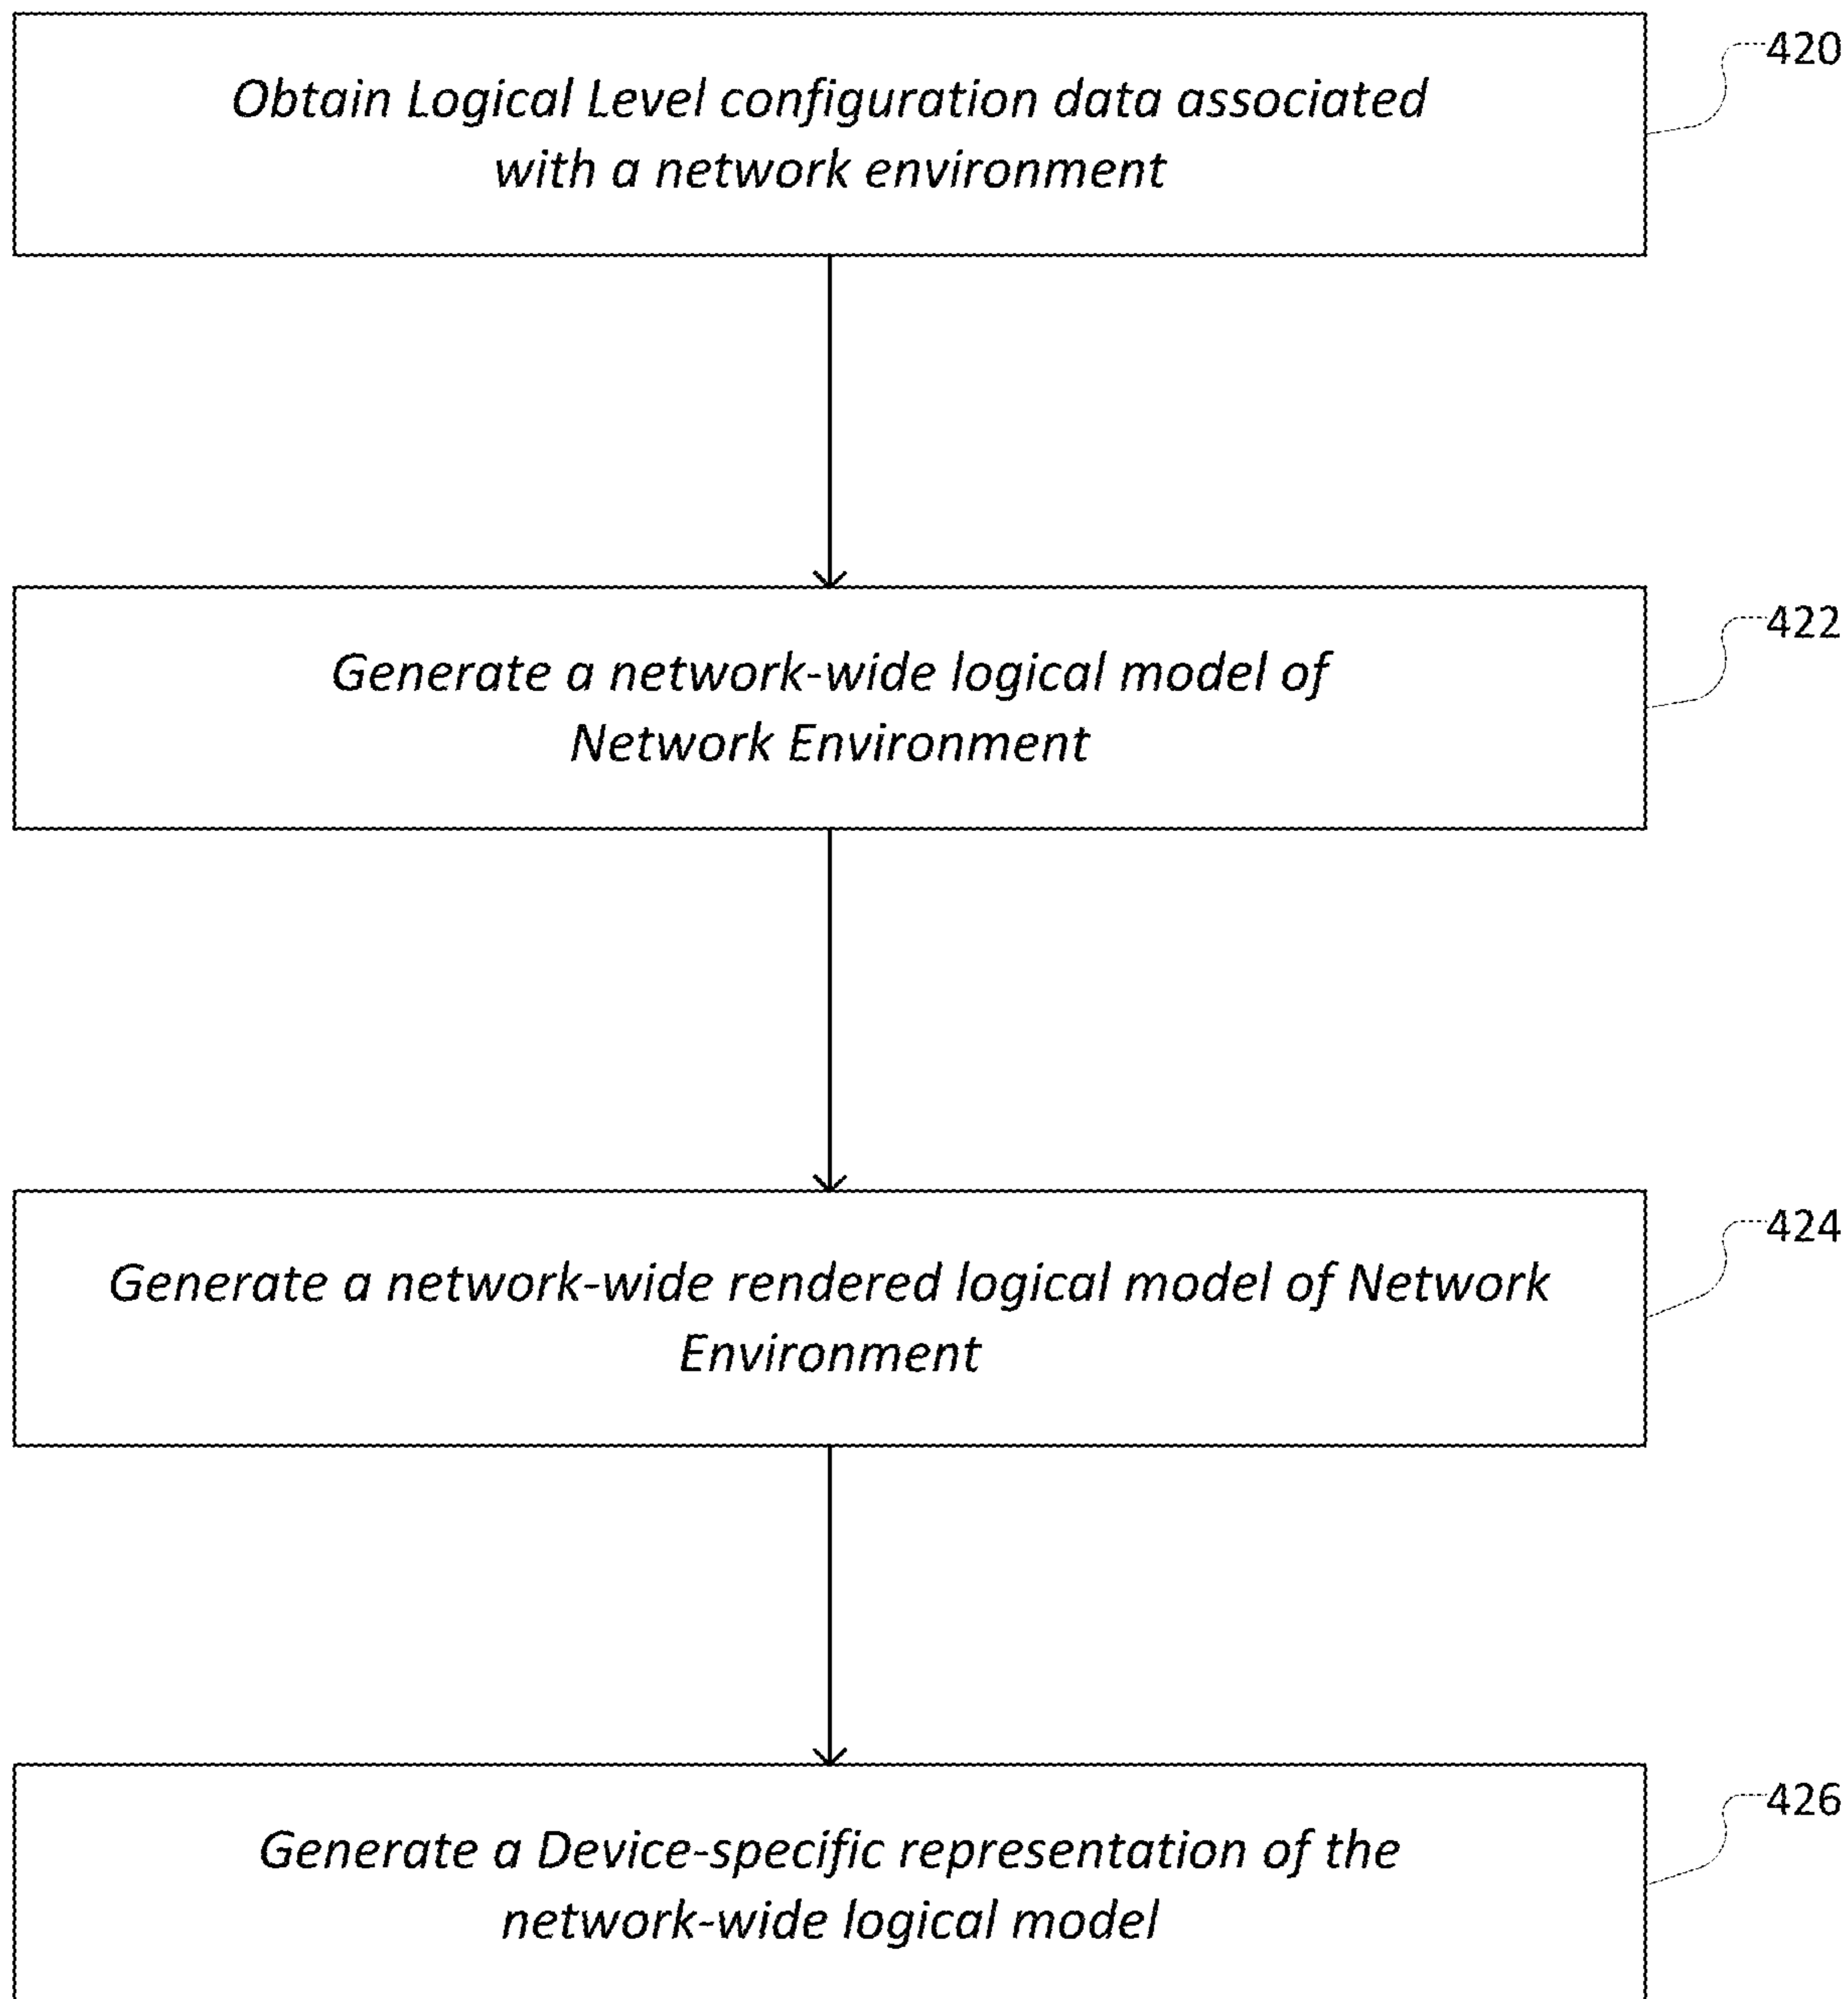 420
Obtain Logical Level configuration data associated
with a network environment
422
Generate a network-wide logical model of
Network Environment
424
Generate a network-wide rendered logical model of Network
Environment
426
Generate a Device-specific representation of the
network-wide logical model